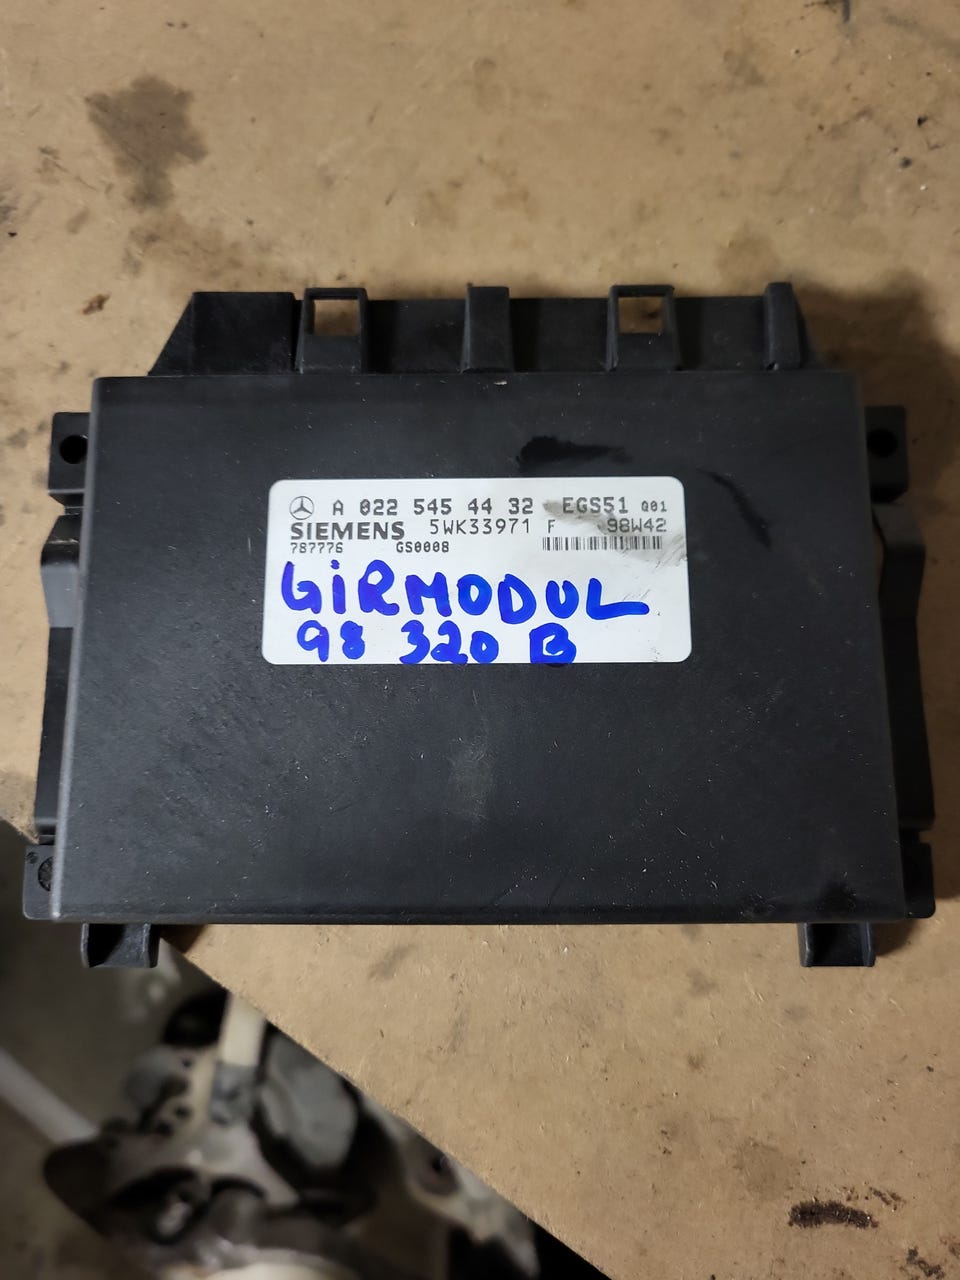 A 022 545 44 32 EGS51 Q01
SIEMENS 5WK33971 F 98W42
787776 GS0008
GiRMODUL
98 320 B